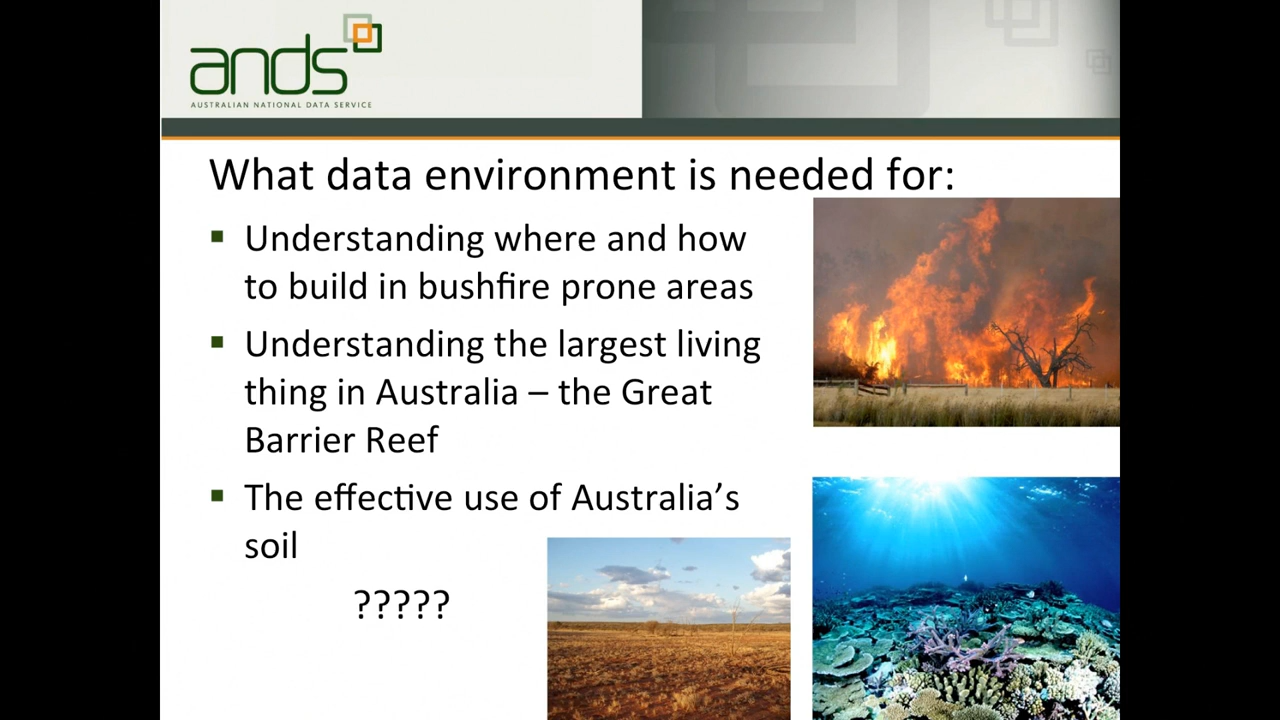 ands
AUSTRALIAN NATIONAL DATA SERVICE
What data environment is needed for:
▪ Understanding where and how
to build in bushfire prone areas
▪ Understanding the largest living
thing in Australia – the Great
Barrier Reef
▪ The effective use of Australia’s
soil
?????